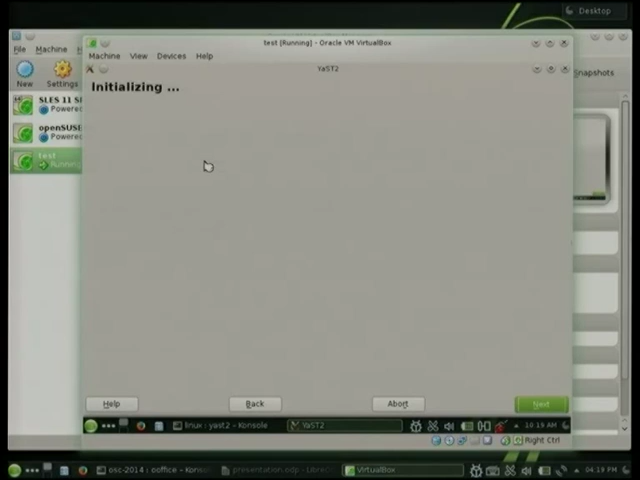 Desktop
test [Running] - Oracle VM VirtualBox
File Machine
Machine View Devices Help
YaST2
New Settings
Snapshots
Initializing ...
SLES 11
Powered
openSUSE
Powered
test
Running
Help Back Abort Next
linux : yast2 - Konsole YaST2 10:19 AM
Right Ctrl
osc-2014 : ooffice - Konso presentation.odp - Libre VirtualBox 04:19 PM